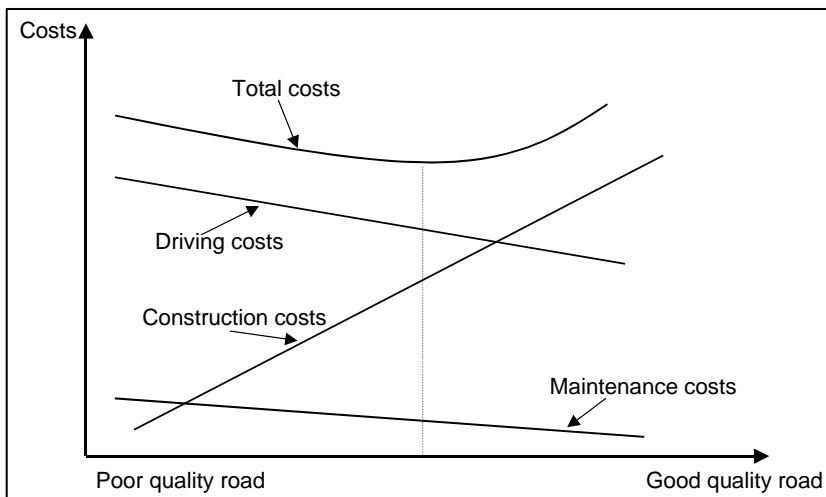 Costs
Total costs
Driving costs
Construction costs
Maintenance costs
Poor quality road
Good quality road